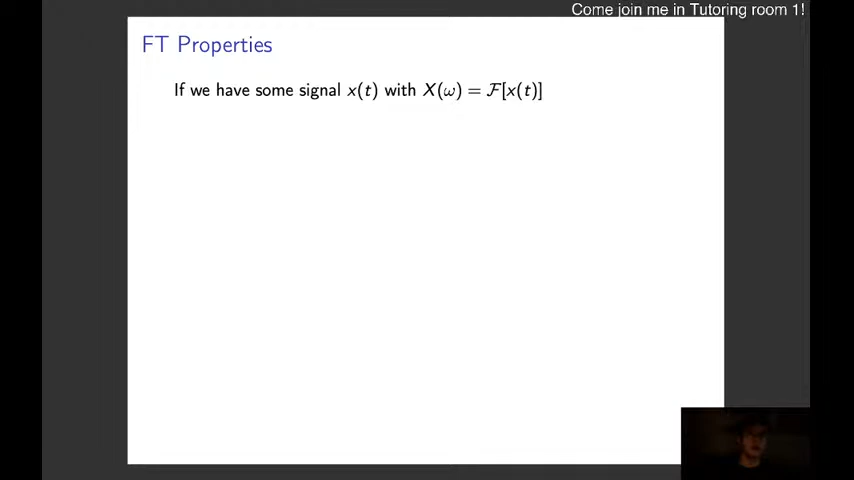 Come join me in Tutoring room 1!
FT Properties
If we have some signal x(t) with X(ω) = ℱ[x(t)]